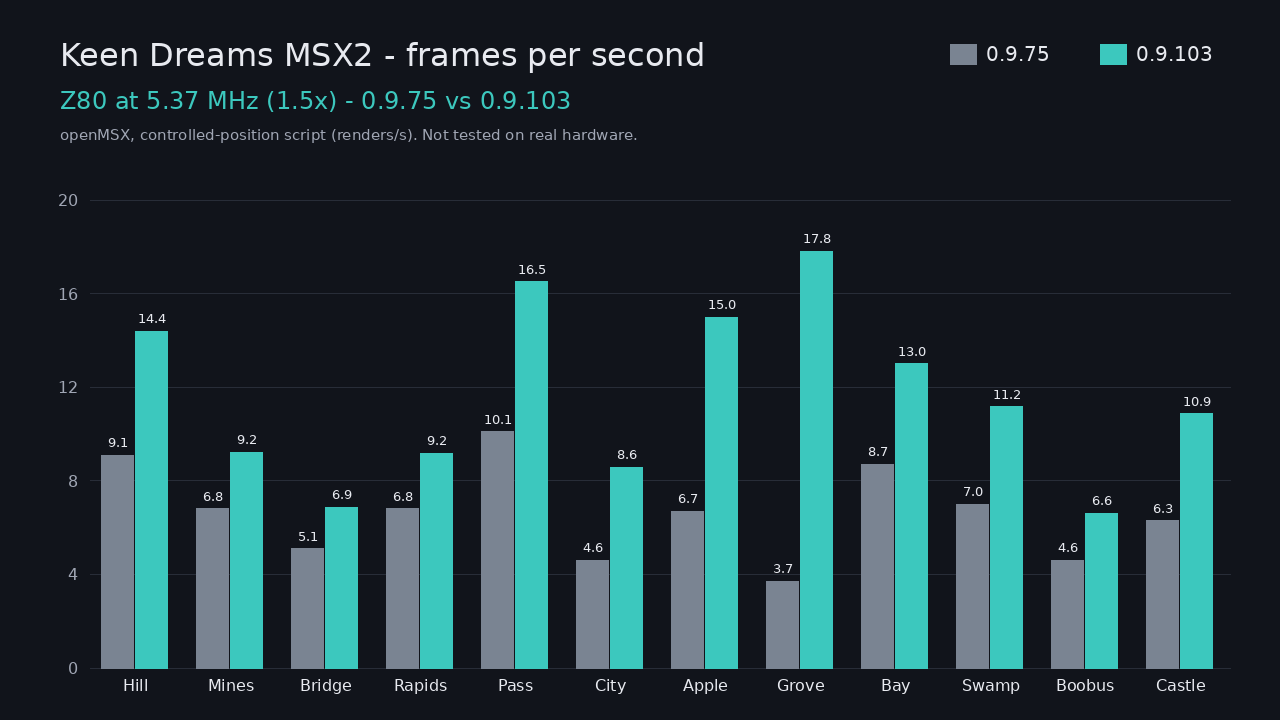 Keen Dreams MSX2 - frames per second
0.9.75
0.9.103
Z80 at 5.37 MHz (1.5x) - 0.9.75 vs 0.9.103
openMSX, controlled-position script (renders/s). Not tested on real hardware.
20
16
12
8
4
0
9.1
14.4
6.8
9.2
5.1
6.9
6.8
9.2
10.1
16.5
4.6
8.6
6.7
15.0
3.7
17.8
8.7
13.0
7.0
11.2
4.6
6.6
6.3
10.9
Hill
Mines
Bridge
Rapids
Pass
City
Apple
Grove
Bay
Swamp
Boobus
Castle